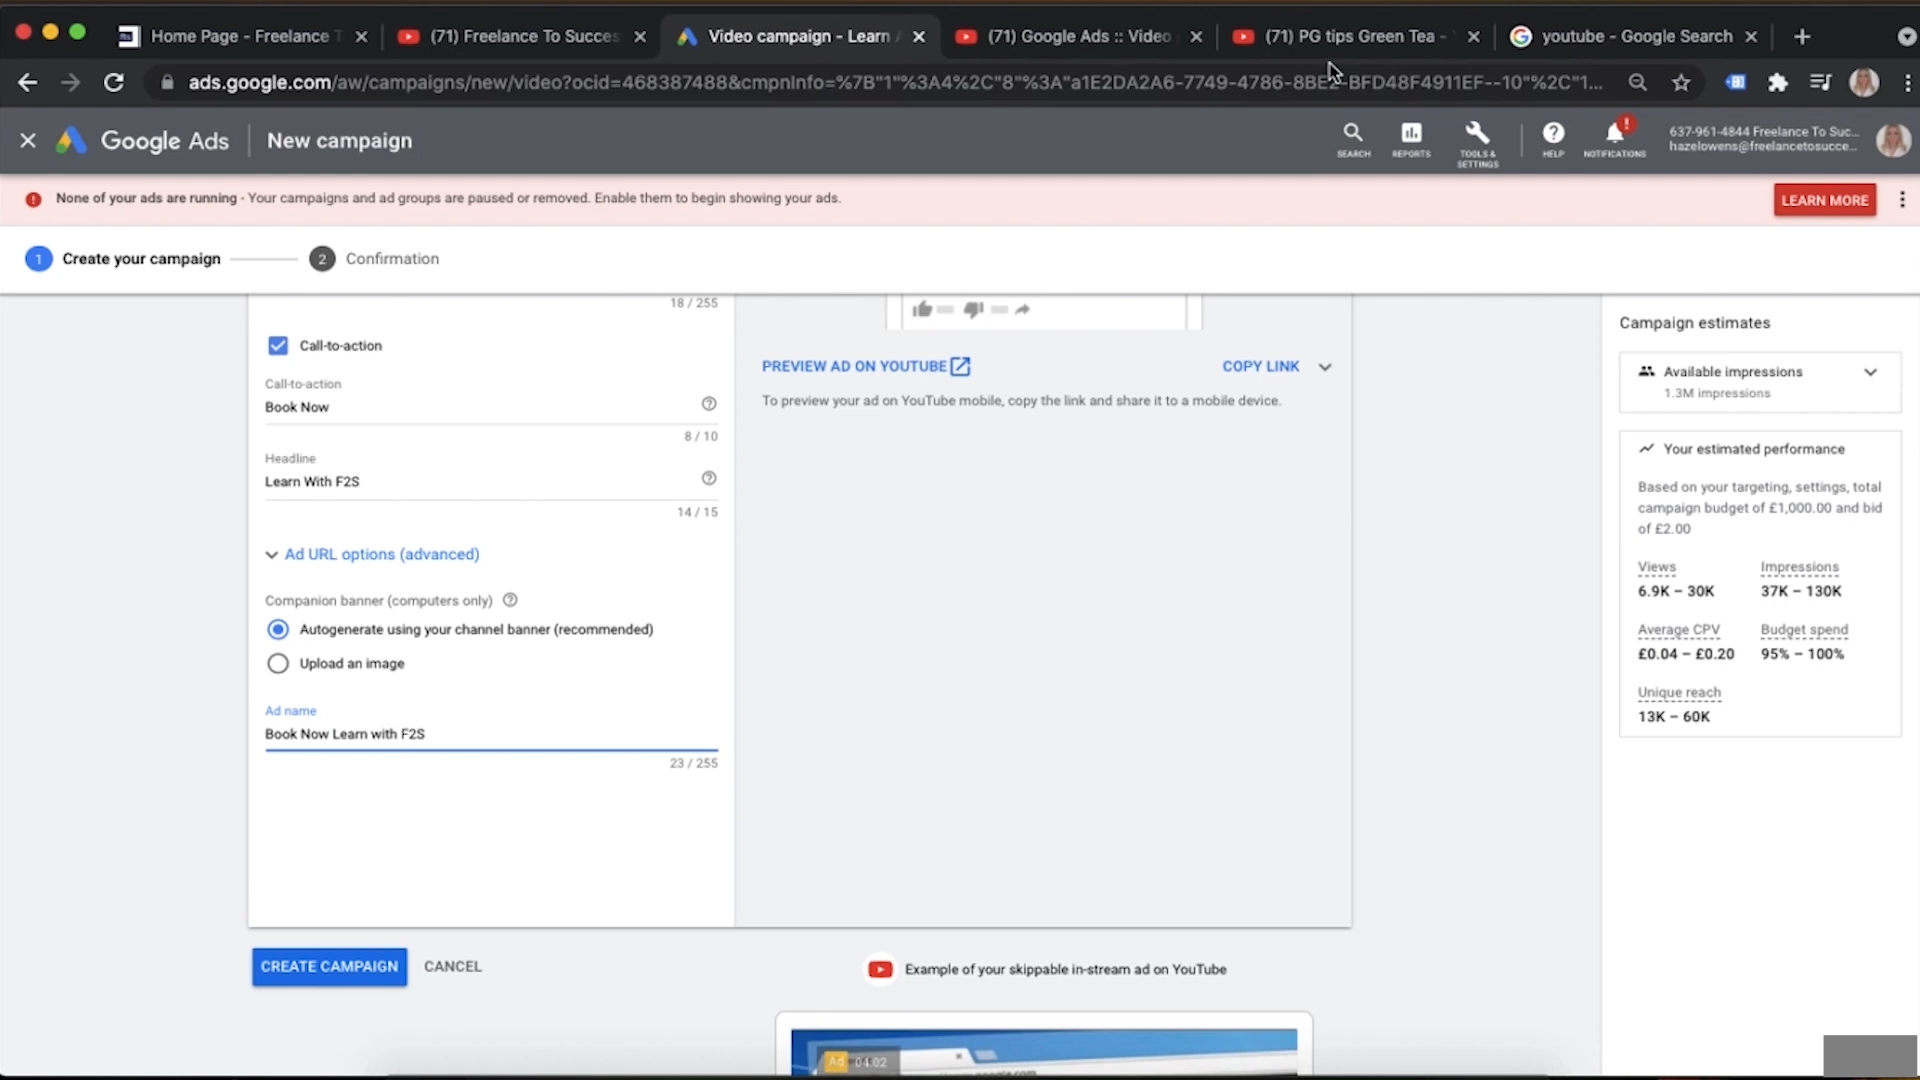 Home Page - Freelance T
(71) Freelance To Succes
Video campaign - Learn A
(71) Google Ads :: Video
(71) PG tips Green Tea -
youtube - Google Search
ads.google.com/aw/campaigns/new/video?ocid=468387488&cmpnInfo=%7B"1"%3A4%2C"8"%3A"a1E2DA2A6-7749-4786-8BE2-BFD48F4911EF--10"%2C"1...
Google Ads
New campaign
SEARCH
REPORTS
TOOLS & SETTINGS
HELP
NOTIFICATIONS
637-961-4844 Freelance To Suc...
hazelowens@freelancetosucce...
None of your ads are running - Your campaigns and ad groups are paused or removed. Enable them to begin showing your ads.
LEARN MORE
1 Create your campaign
2 Confirmation
18 / 255
Call-to-action
Call-to-action
Book Now
8 / 10
Headline
Learn With F2S
14 / 15
Ad URL options (advanced)
Companion banner (computers only)
Autogenerate using your channel banner (recommended)
Upload an image
Ad name
Book Now Learn with F2S
23 / 255
CREATE CAMPAIGN
CANCEL
PREVIEW AD ON YOUTUBE
COPY LINK
To preview your ad on YouTube mobile, copy the link and share it to a mobile device.
Example of your skippable in-stream ad on YouTube
Ad 04:02
Campaign estimates
Available impressions
1.3M impressions
Your estimated performance
Based on your targeting, settings, total
campaign budget of £1,000.00 and bid
of £2.00
Views
6.9K – 30K
Impressions
37K – 130K
Average CPV
£0.04 – £0.20
Budget spend
95% – 100%
Unique reach
13K – 60K